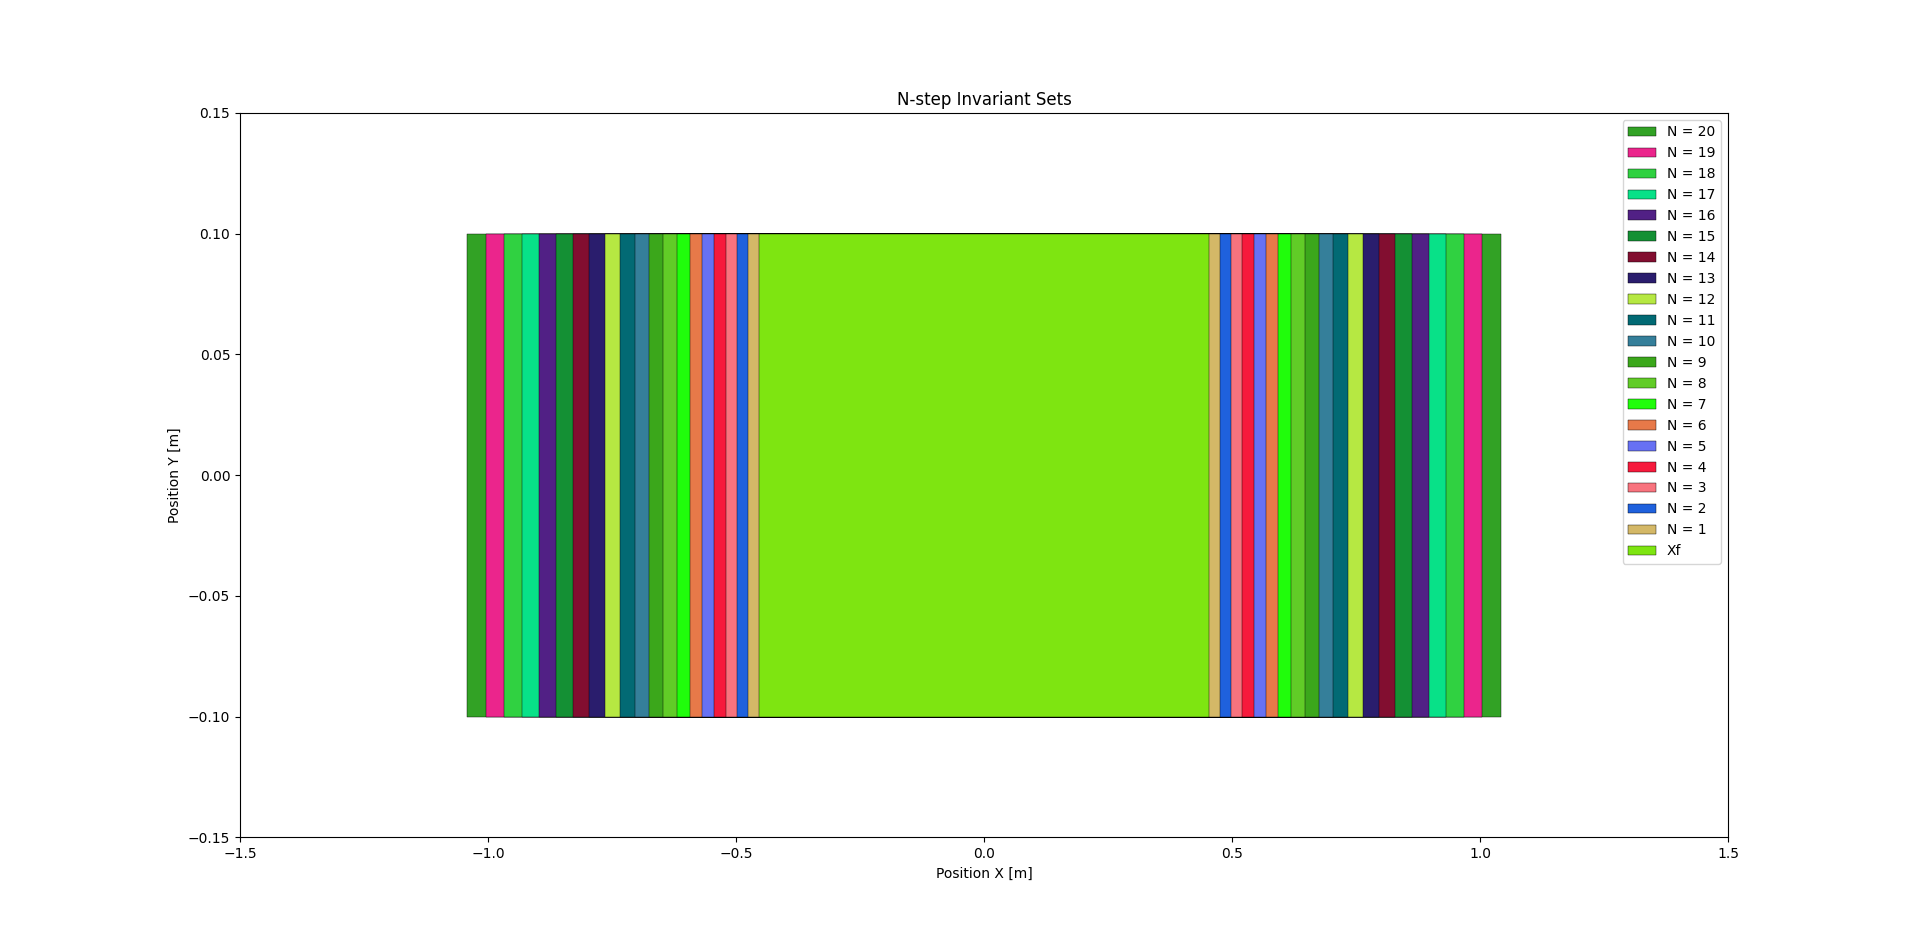 N-step Invariant Sets
0.15
0.10
0.05
0.00
−0.05
−0.10
−0.15
Position Y [m]
−1.5
−1.0
−0.5
0.0
0.5
1.0
1.5
Position X [m]
N = 20
N = 19
N = 18
N = 17
N = 16
N = 15
N = 14
N = 13
N = 12
N = 11
N = 10
N = 9
N = 8
N = 7
N = 6
N = 5
N = 4
N = 3
N = 2
N = 1
Xf